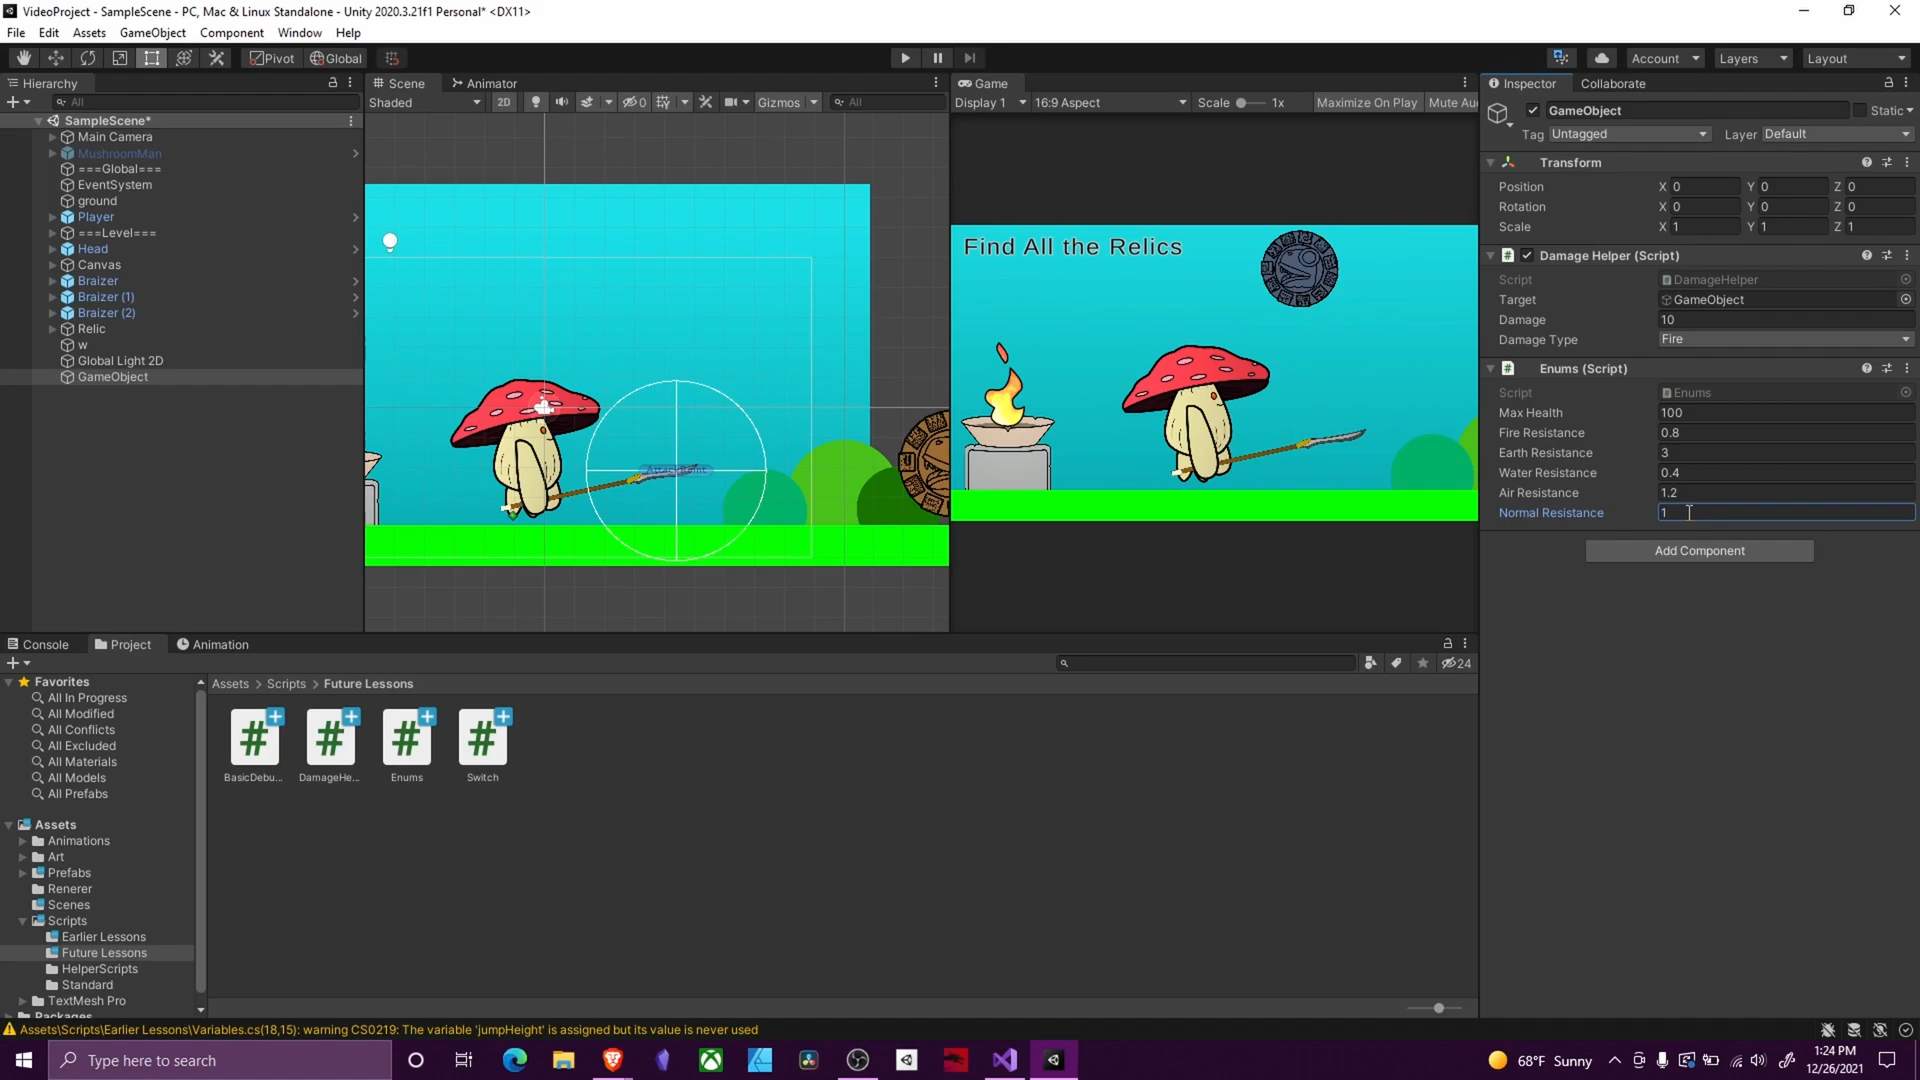 VideoProject - SampleScene - PC, Mac & Linux Standalone - Unity 2020.3.21f1 Personal* <DX11>
File Edit Assets GameObject Component Window Help
Pivot Global Account Layers Layout
Hierarchy
All
SampleScene*
Main Camera
MushroomMan
===Global===
EventSystem
ground
Player
===Level===
Head
Canvas
Braizer
Braizer (1)
Braizer (2)
Relic
w
Global Light 2D
GameObject
Scene Animator
Shaded 2D 0 Gizmos All
Game
Display 1 16:9 Aspect Scale 1x Maximize On Play Mute Au
Find All the Relics
Inspector Collaborate
GameObject Static
Tag Untagged Layer Default
Transform
Position X 0 Y 0 Z 0
Rotation X 0 Y 0 Z 0
Scale X 1 Y 1 Z 1
Damage Helper (Script)
Script DamageHelper
Target GameObject
Damage 10
Damage Type Fire
Enums (Script)
Script Enums
Max Health 100
Fire Resistance 0.8
Earth Resistance 3
Water Resistance 0.4
Air Resistance 1.2
Normal Resistance 1
Add Component
Console Project Animation
24
Favorites
All In Progress
All Modified
All Conflicts
All Excluded
All Materials
All Models
All Prefabs
Assets
Animations
Art
Prefabs
Renerer
Scenes
Scripts
Earlier Lessons
Future Lessons
HelperScripts
Standard
TextMesh Pro
Packages
Assets > Scripts > Future Lessons
BasicDebu... DamageHe... Enums Switch
Assets\Scripts\Earlier Lessons\Variables.cs(18,15): warning CS0219: The variable 'jumpHeight' is assigned but its value is never used
Type here to search
68°F Sunny
1:24 PM
12/26/2021